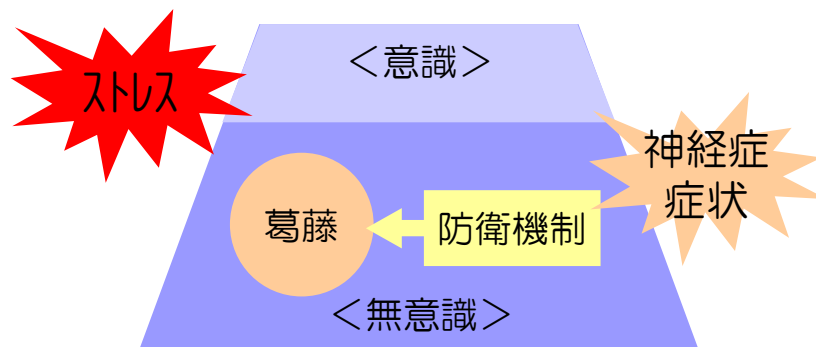 ＜意識＞
ストレス
神経症
症状
葛藤
防衛機制
＜無意識＞